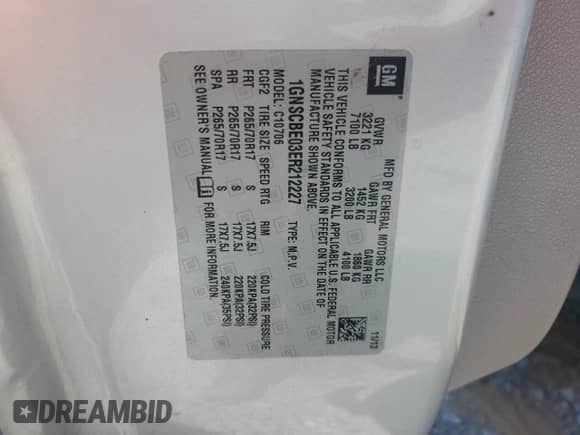 GM
MFD BY GENERAL MOTORS LLC
11/13
GVWR GAWR FRT GAWR RR
3221 KG 1452 KG 1860 KG
7100 LB 3200 LB 4100 LB
THIS VEHICLE CONFORMS TO ALL APPLICABLE U.S. FEDERAL MOTOR
VEHICLE SAFETY STANDARDS IN EFFECT ON THE DATE OF
MANUFACTURE SHOWN ABOVE.
1GNSCBE03ER212227 TYPE: M.P.V.
MODEL: C10706
CGF2 TIRE SIZE SPEED RTG RIM COLD TIRE PRESSURE
FRT P265/70R17 S 17X7.5J 220KPA(32PSI)
RR P265/70R17 S 17X7.5J 220KPA(32PSI)
SPA P265/70R17 S 17X7.5J 240KPA(35PSI)
SEE OWNER'S MANUAL FOR MORE INFORMATION.
DREAMBID